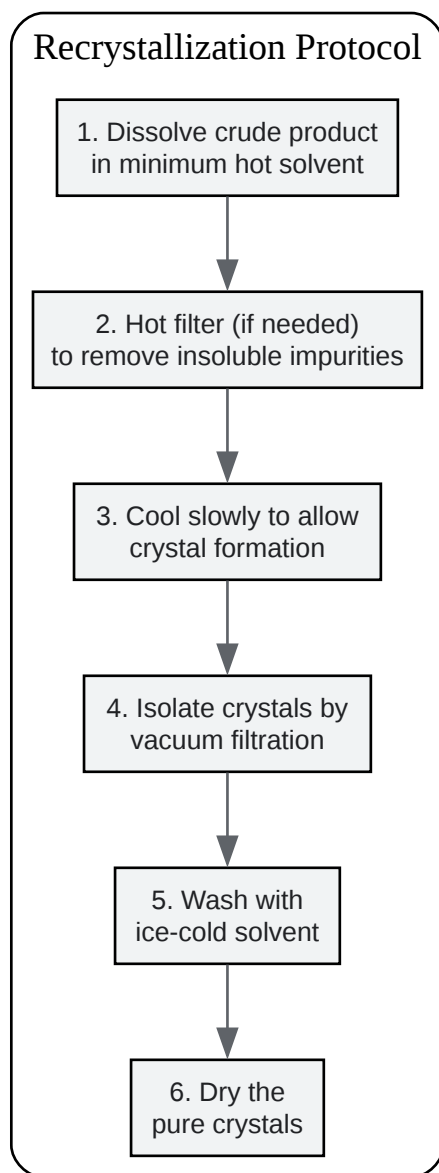 Recrystallization Protocol
1. Dissolve crude product
in minimum hot solvent
2. Hot filter (if needed)
to remove insoluble impurities
3. Cool slowly to allow
crystal formation
4. Isolate crystals by
vacuum filtration
5. Wash with
ice-cold solvent
6. Dry the
pure crystals